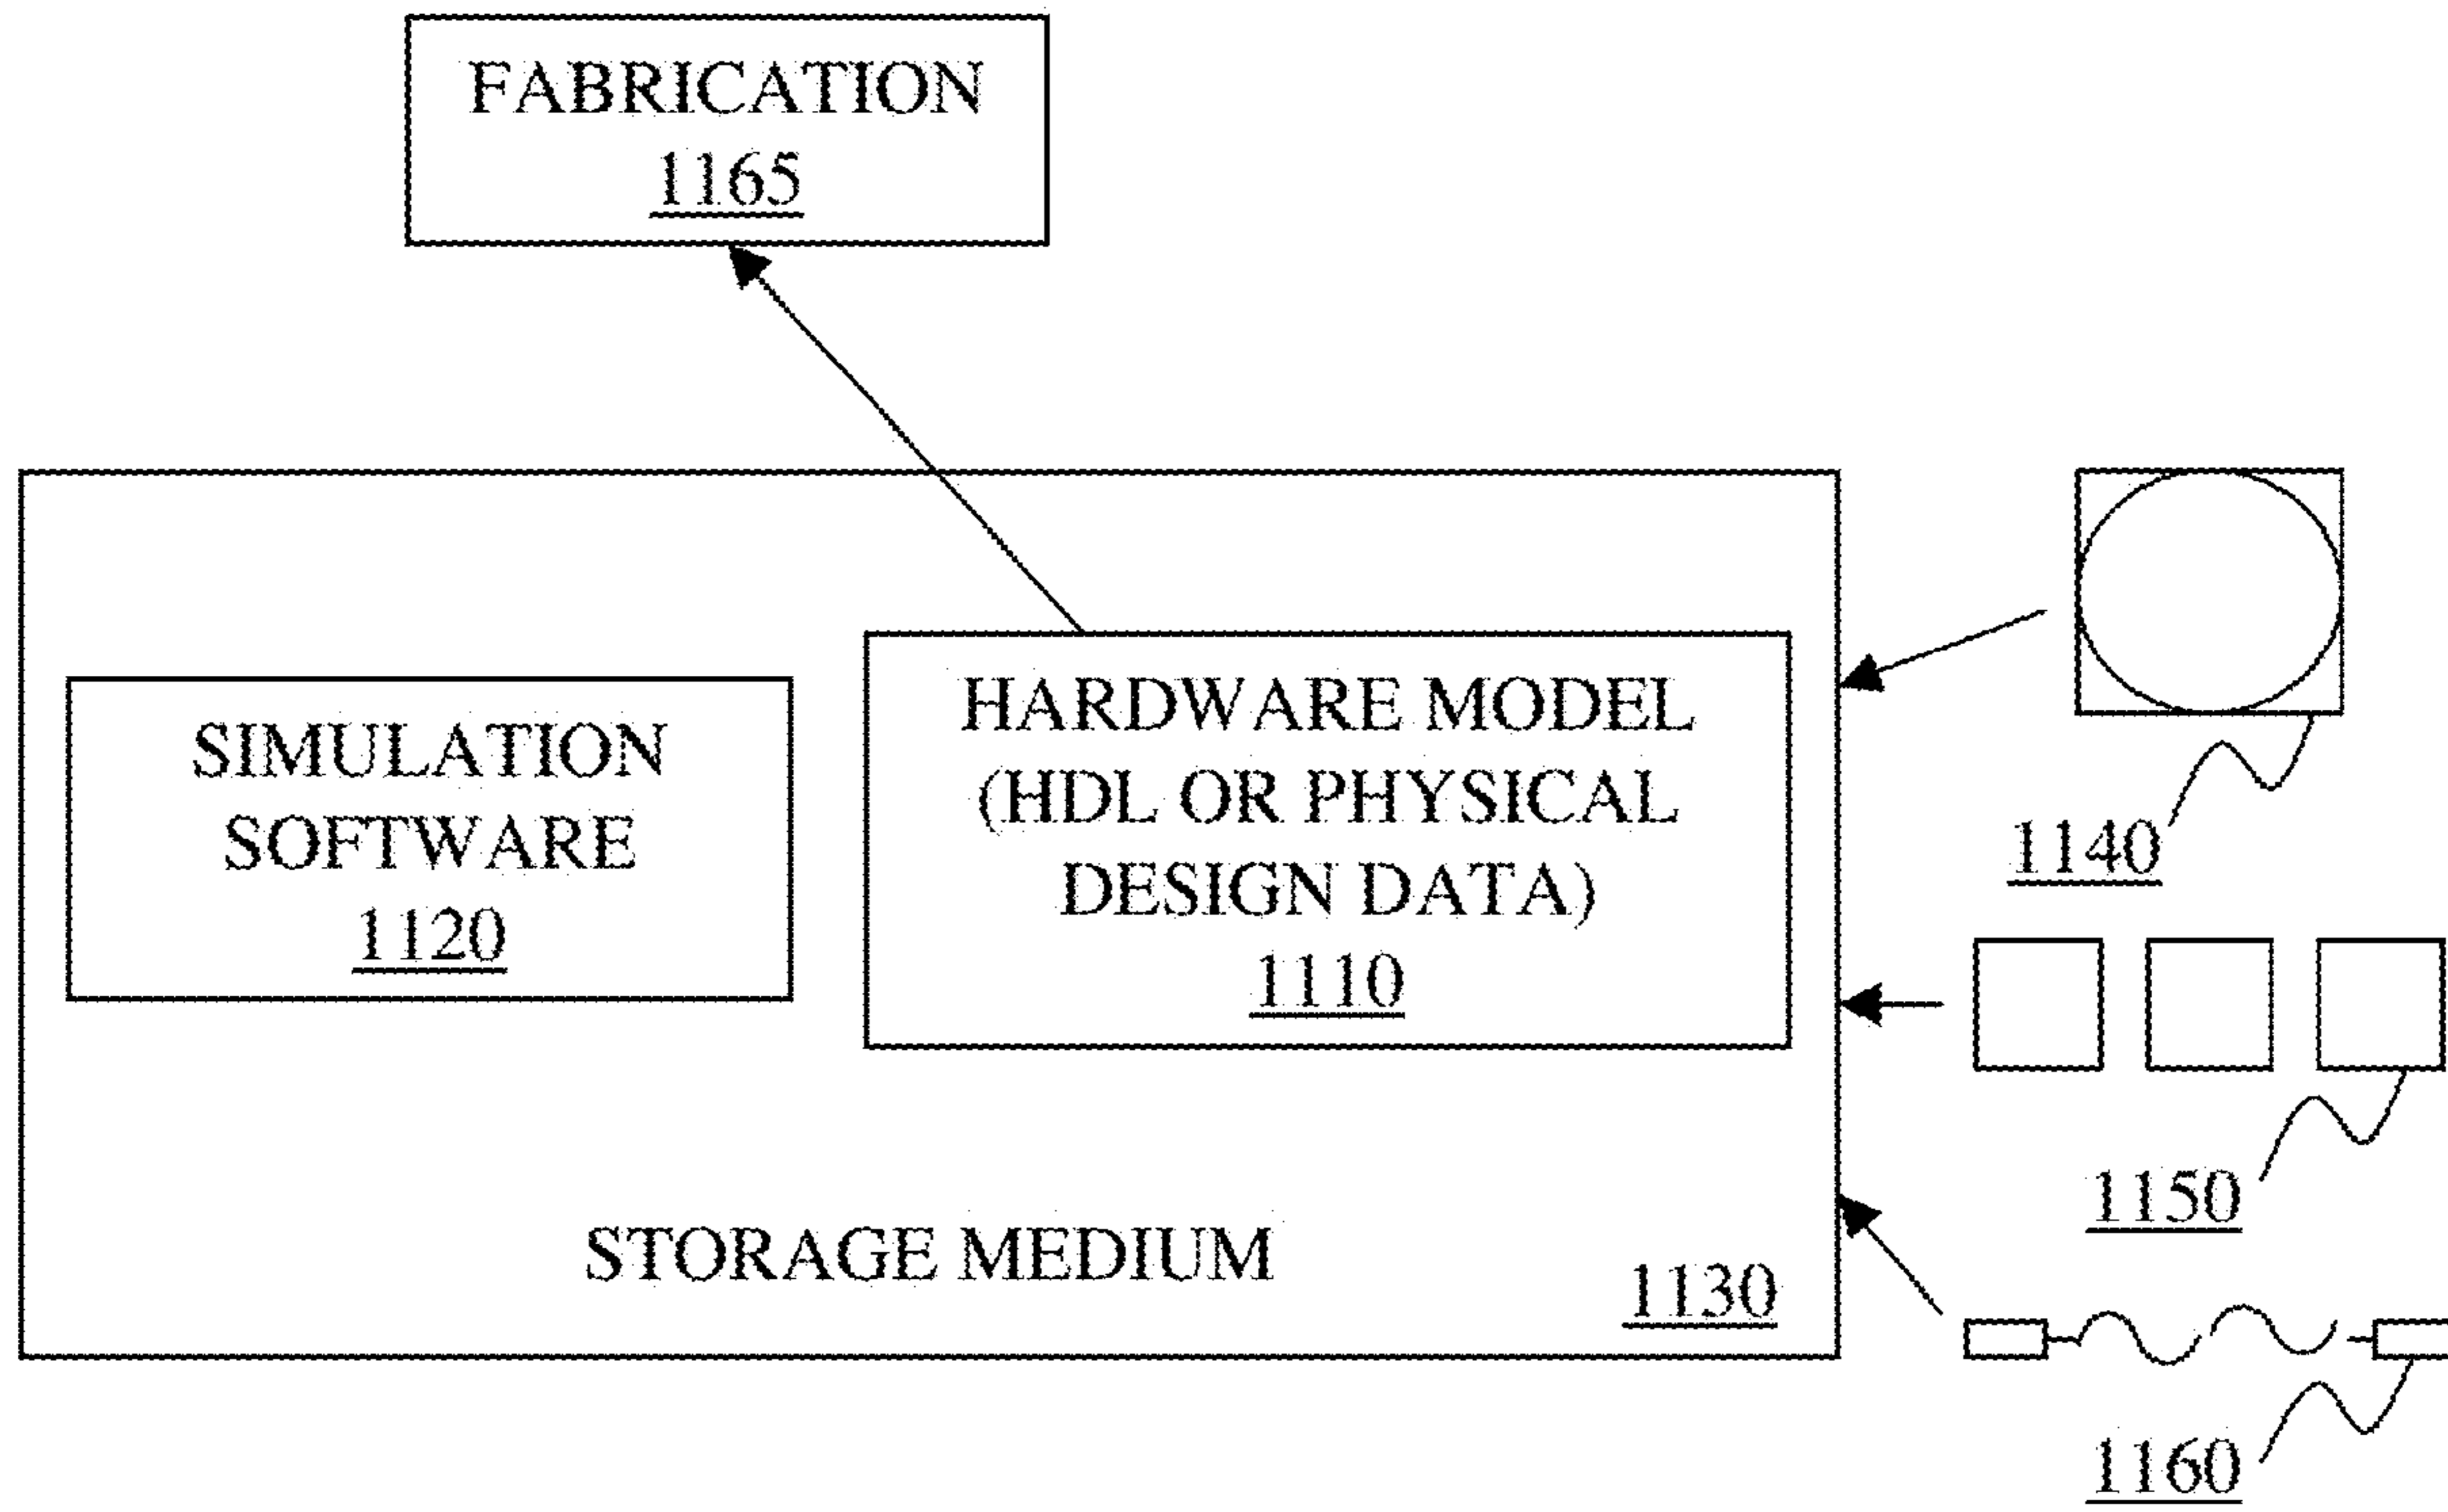 FABRICATION
1165
SIMULATION
SOFTWARE
1120
HARDWARE MODEL
(HDL OR PHYSICAL
DESIGN DATA)
1110
STORAGE MEDIUM
1130
1140
1150
1160